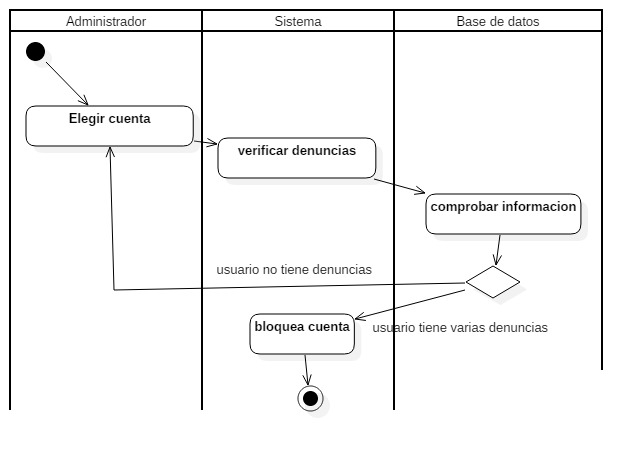 Administrador
Sistema
Base de datos
Elegir cuenta
verificar denuncias
comprobar informacion
usuario no tiene denuncias
bloquea cuenta
usuario tiene varias denuncias